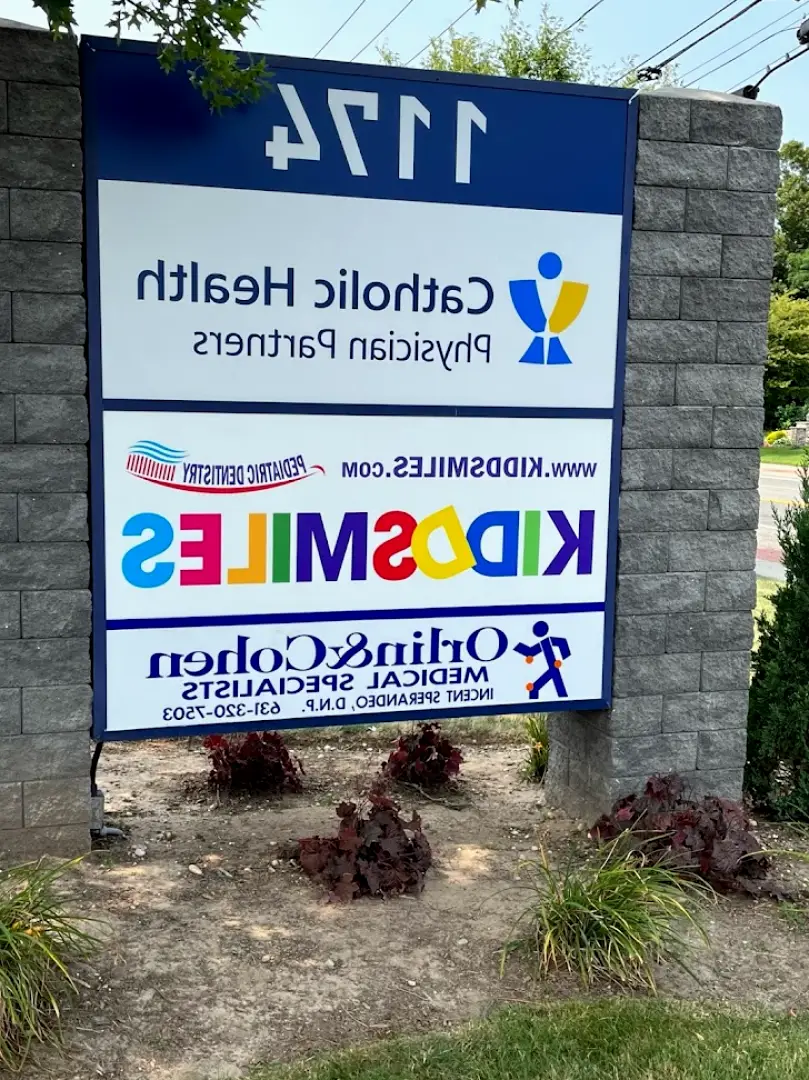 1174
Catholic Health
Physician Partners
www.KIDDSMILES.com PEDIATRIC DENTISTRY
KIDDSMILES
Orlin&Cohen
MEDICAL SPECIALISTS
INCENT SPERANDEO, D.N.P. 631-320-7503